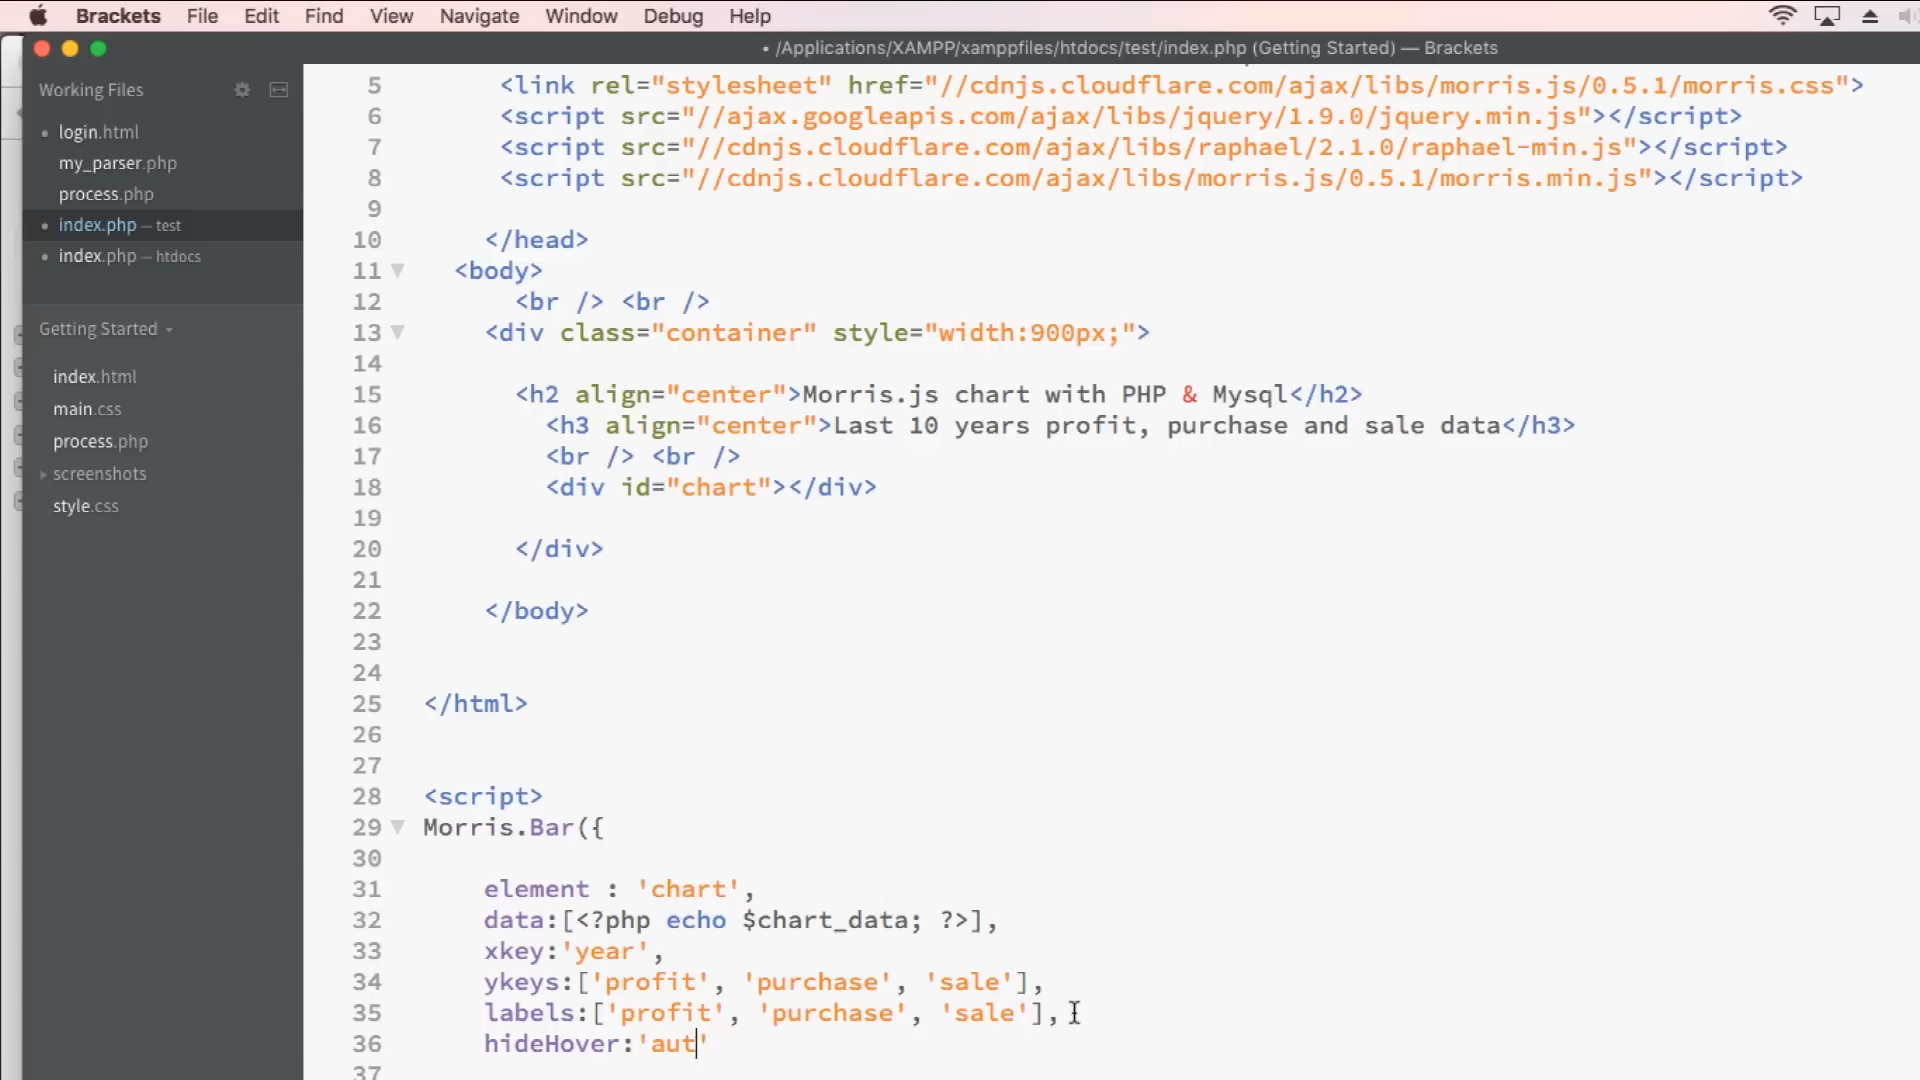 Brackets File Edit Find View Navigate Window Debug Help
• /Applications/XAMPP/xamppfiles/htdocs/test/index.php (Getting Started) — Brackets
Working Files
login.html
my_parser.php
process.php
index.php — test
index.php — htdocs
Getting Started
index.html
main.css
process.php
screenshots
style.css
5 <link rel="stylesheet" href="//cdnjs.cloudflare.com/ajax/libs/morris.js/0.5.1/morris.css">
6 <script src="//ajax.googleapis.com/ajax/libs/jquery/1.9.0/jquery.min.js"></script>
7 <script src="//cdnjs.cloudflare.com/ajax/libs/raphael/2.1.0/raphael-min.js"></script>
8 <script src="//cdnjs.cloudflare.com/ajax/libs/morris.js/0.5.1/morris.min.js"></script>
9
10 </head>
11 <body>
12 <br /> <br />
13 <div class="container" style="width:900px;">
14
15 <h2 align="center">Morris.js chart with PHP & Mysql</h2>
16 <h3 align="center">Last 10 years profit, purchase and sale data</h3>
17 <br /> <br />
18 <div id="chart"></div>
19
20 </div>
21
22 </body>
23
24
25 </html>
26
27
28 <script>
29 Morris.Bar({
30
31 element : 'chart',
32 data:[<?php echo $chart_data; ?>],
33 xkey:'year',
34 ykeys:['profit', 'purchase', 'sale'],
35 labels:['profit', 'purchase', 'sale'],
36 hideHover:'aut'
37